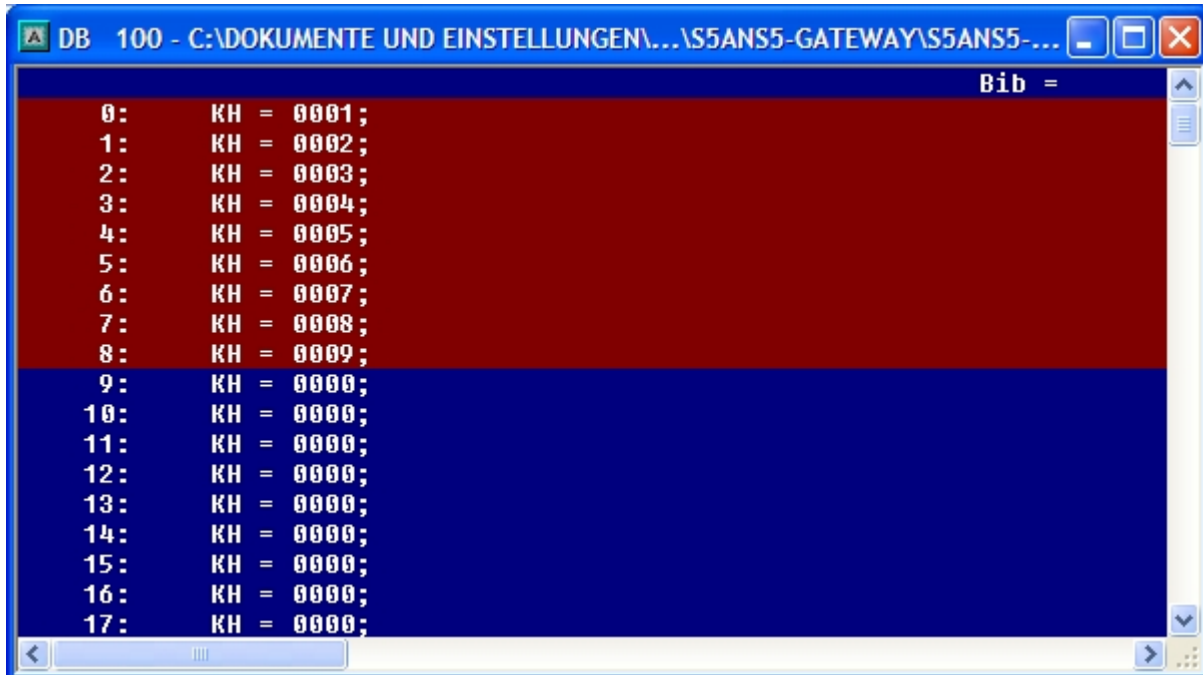 DB 100 - C:\DOKUMENTE UND EINSTELLUNGEN\...\S5ANS5-GATEWAY\S5ANS5-...
Bib =
0: KH = 0001;
1: KH = 0002;
2: KH = 0003;
3: KH = 0004;
4: KH = 0005;
5: KH = 0006;
6: KH = 0007;
7: KH = 0008;
8: KH = 0009;
9: KH = 0000;
10: KH = 0000;
11: KH = 0000;
12: KH = 0000;
13: KH = 0000;
14: KH = 0000;
15: KH = 0000;
16: KH = 0000;
17: KH = 0000;